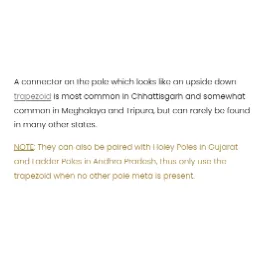 A connector on the pole which looks like an upside down
trapezoid is most common in Chhattisgarh and somewhat
common in Meghalaya and Tripura, but can rarely be found
in many other states.
NOTE: They can also be paired with Holey Poles in Gujarat
and Ladder Poles in Andhra Pradesh, thus only use the
trapezoid when no other pole meta is present.